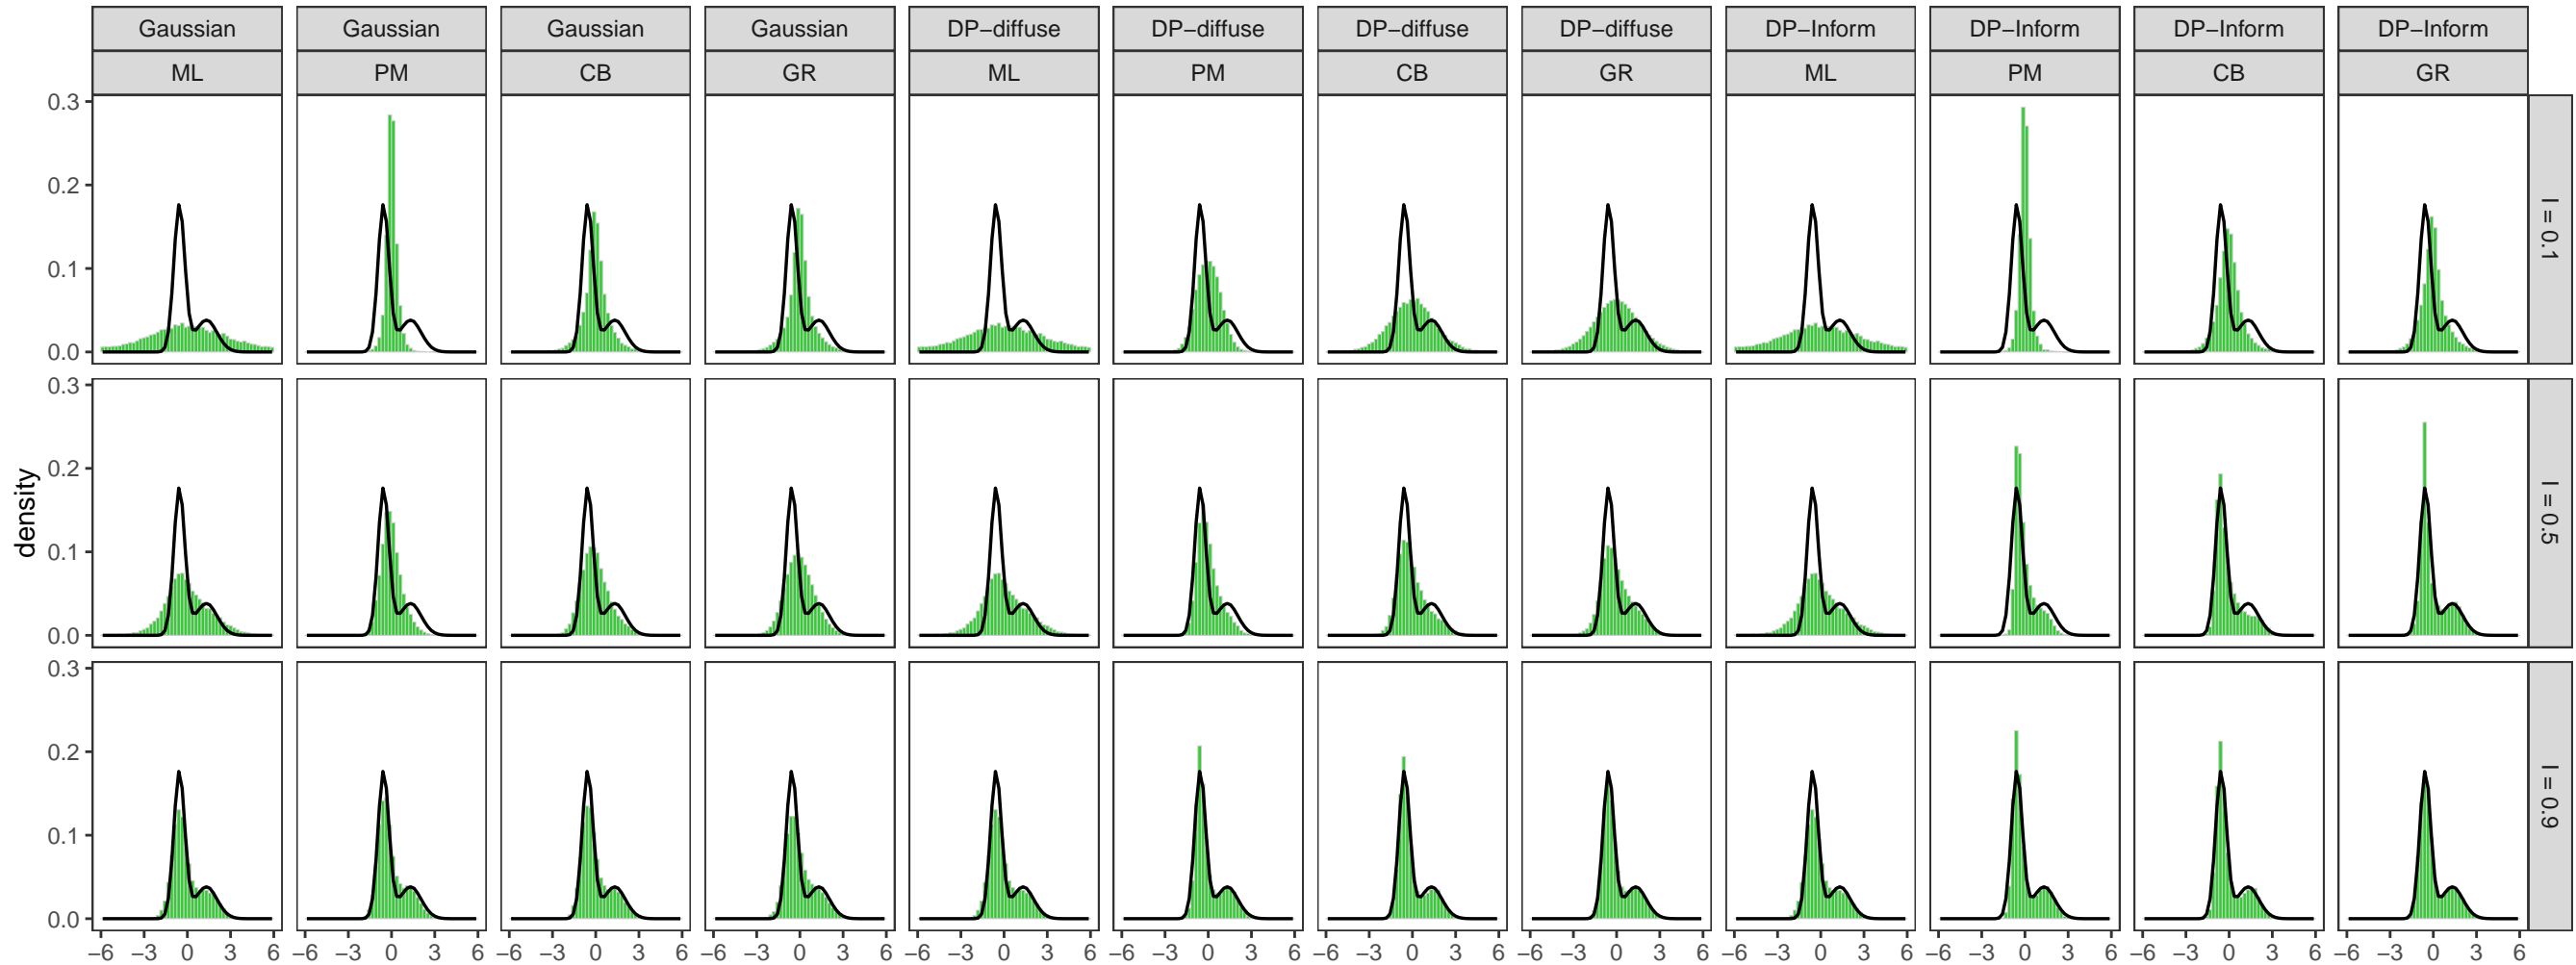 Gaussian Gaussian Gaussian Gaussian DP−diffuse DP−diffuse DP−diffuse DP−diffuse DP−Inform DP−Inform DP−Inform DP−Inform
ML PM CB GR ML PM CB GR ML PM CB GR
0.3
0.2
0.1
0.0
I = 0.1
0.3
0.2
0.1
0.0
I = 0.5
density
0.3
0.2
0.1
0.0
I = 0.9
−6 −3 0 3 6 −6 −3 0 3 6 −6 −3 0 3 6 −6 −3 0 3 6 −6 −3 0 3 6 −6 −3 0 3 6 −6 −3 0 3 6 −6 −3 0 3 6 −6 −3 0 3 6 −6 −3 0 3 6 −6 −3 0 3 6 −6 −3 0 3 6